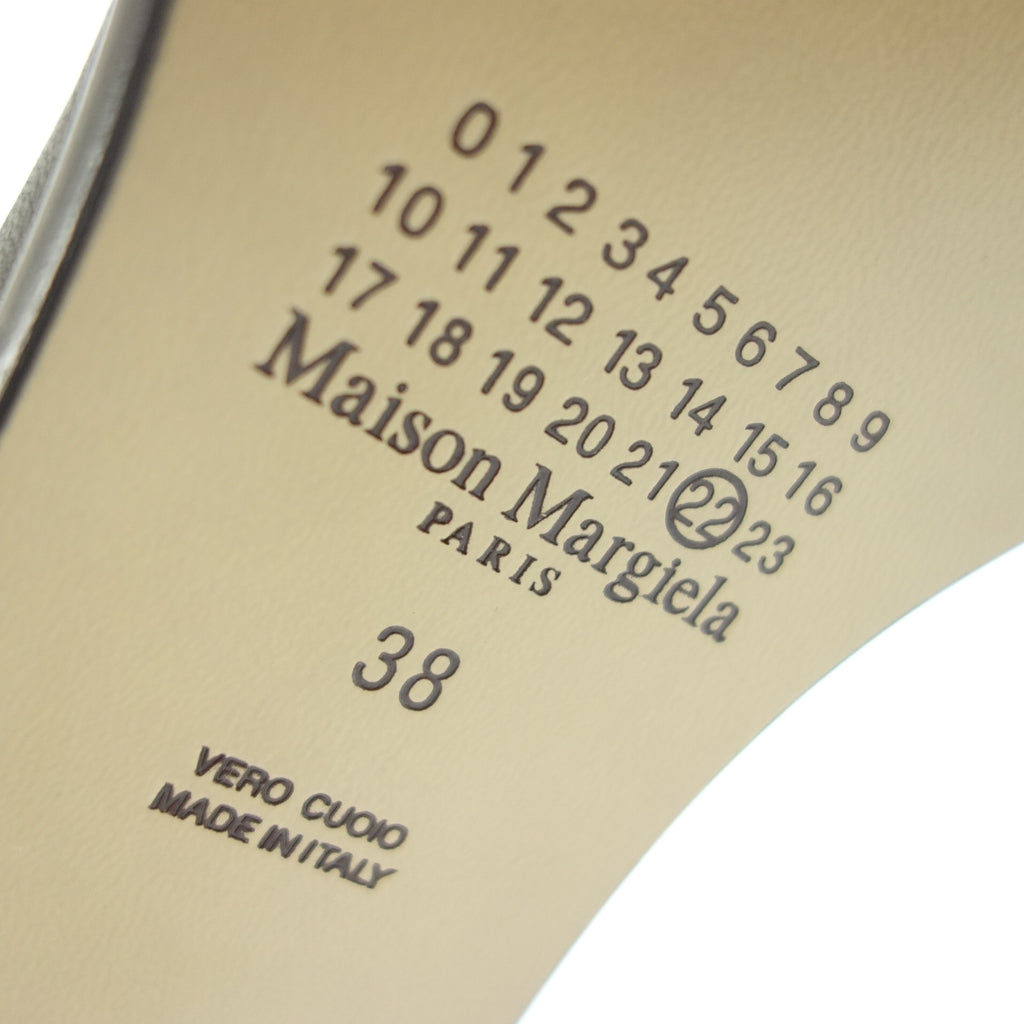 0 1 2 3 4 5 6 7 8 9
10 11 12 13 14 15 16
17 18 19 20 21 22 23
Maison Margiela
PARIS
38
VERO CUOIO
MADE IN ITALY